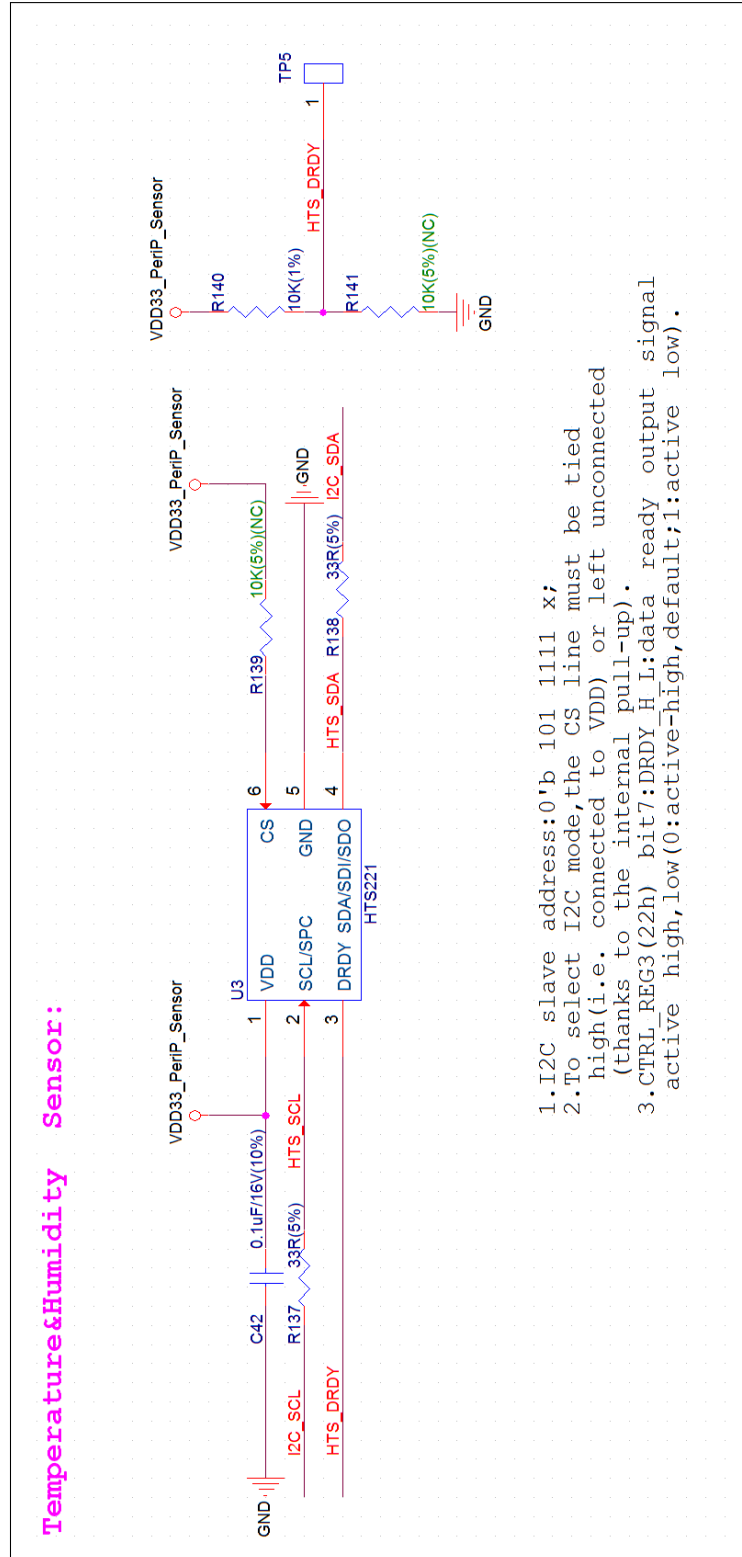 Temperature&Humidity Sensor:
VDD33_PeriP_Sensor
VDD33_PeriP_Sensor
VDD33_PeriP_Sensor
GND
C42
0.1uF/16V(10%)
I2C_SCL
R137
33R(5%)
HTS_SCL
HTS_DRDY
U3
1
VDD
CS
6
2
SCL/SPC
GND
5
3
DRDY
SDA/SDI/SDO
4
HTS221
R139
10K(5%)(NC)
GND
HTS_SDA
R138
33R(5%)
I2C_SDA
R140
10K(1%)
HTS_DRDY
1
TP5
R141
10K(5%)(NC)
GND
1.I2C slave address:0'b 101 1111 x;
2.To select I2C mode,the CS line must be tied
high(i.e. connected to VDD) or left unconnected
(thanks to the internal pull-up).
3.CTRL_REG3(22h) bit7:DRDY_H_L:data ready output signal
active high,low(0:active-high,default;1:active low).